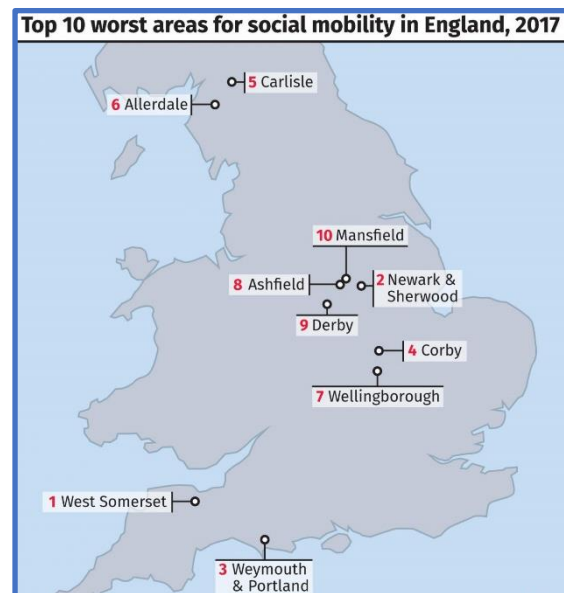 Top 10 worst areas for social mobility in England, 2017
5 Carlisle
6 Allerdale
10 Mansfield
8 Ashfield
2 Newark &
Sherwood
9 Derby
4 Corby
7 Wellingborough
1 West Somerset
3 Weymouth
& Portland